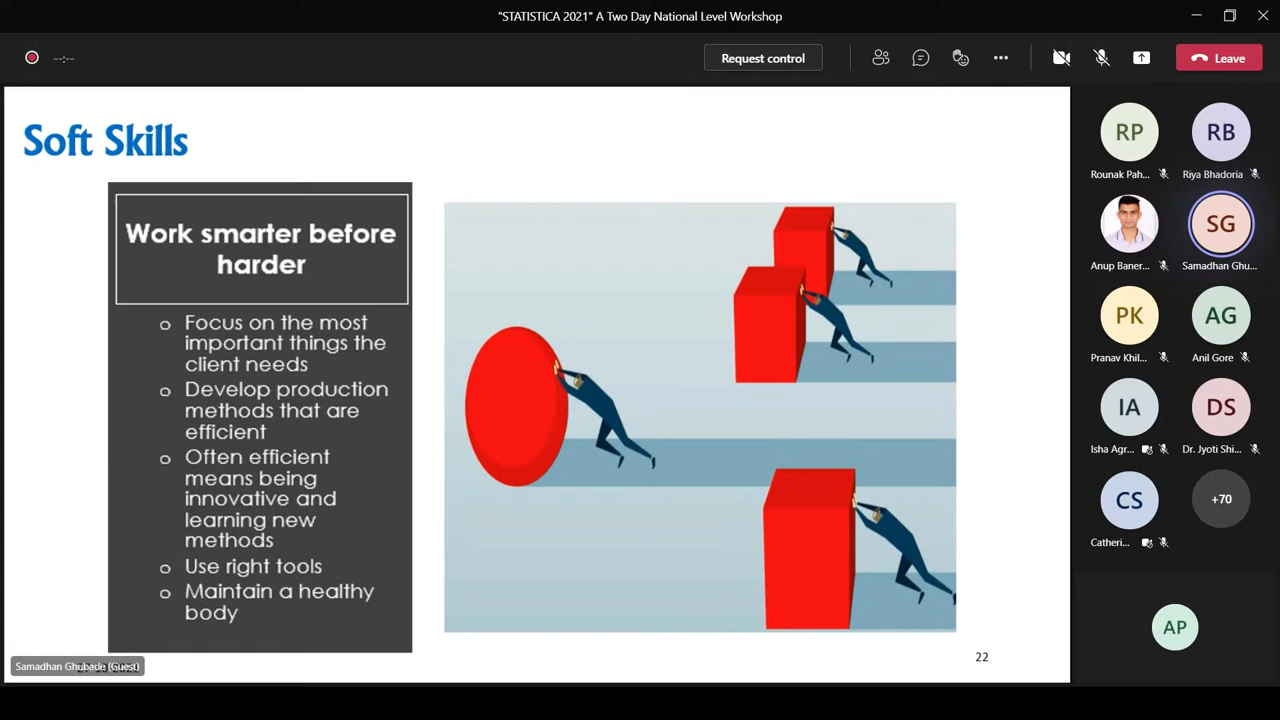 "STATISTICA 2021" A Two Day National Level Workshop
--:--
Request control
Leave
Soft Skills
Work smarter before
harder
Focus on the most
important things the
client needs
Develop production
methods that are
efficient
Often efficient
means being
innovative and
learning new
methods
Use right tools
Maintain a healthy
body
22
Samadhan Ghubade (Guest)
RP
RB
Rounak Pah...
Riya Bhadoria
SG
Anup Baner...
Samadhan Ghu...
PK
AG
Pranav Khil...
Anil Gore
IA
DS
Isha Agr...
Dr. Jyoti Shi...
CS
+70
Catheri...
AP